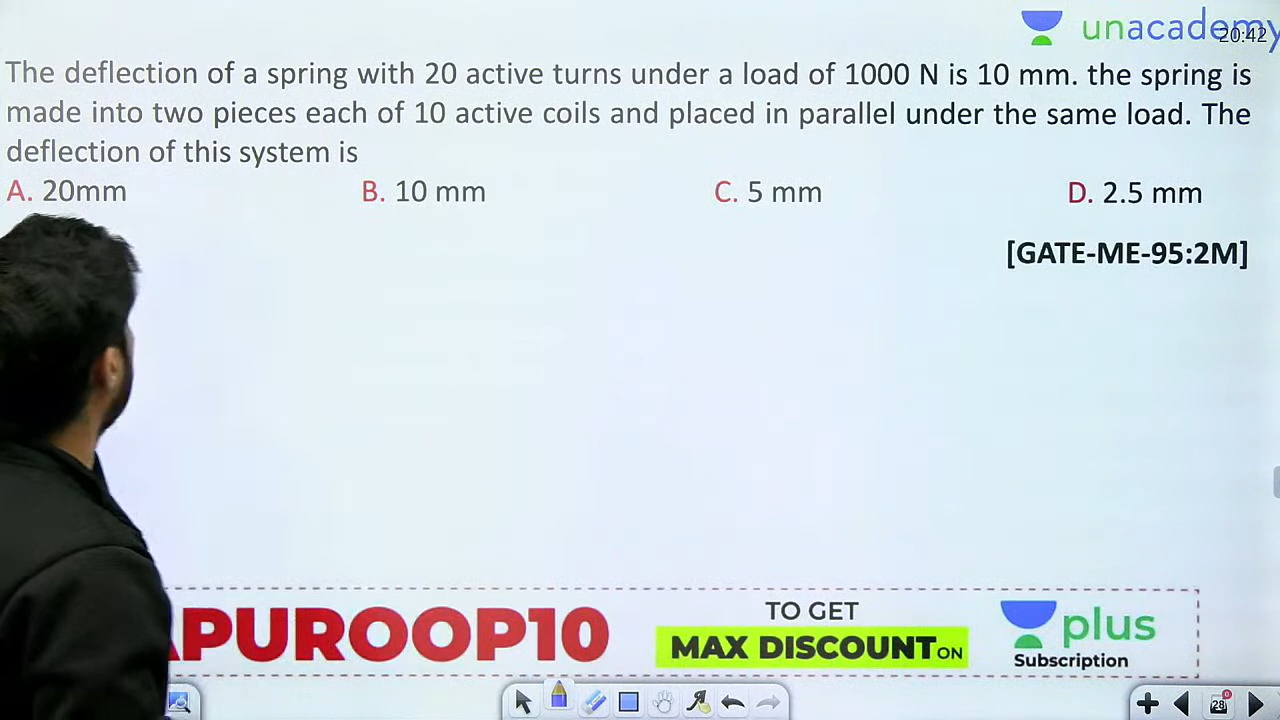 unacademy
20:42
The deflection of a spring with 20 active turns under a load of 1000 N is 10 mm. the spring is
made into two pieces each of 10 active coils and placed in parallel under the same load. The
deflection of this system is
A. 20mm B. 10 mm C. 5 mm D. 2.5 mm
[GATE-ME-95:2M]
APUROOP10
TO GET
MAX DISCOUNT ON
plus
Subscription
28